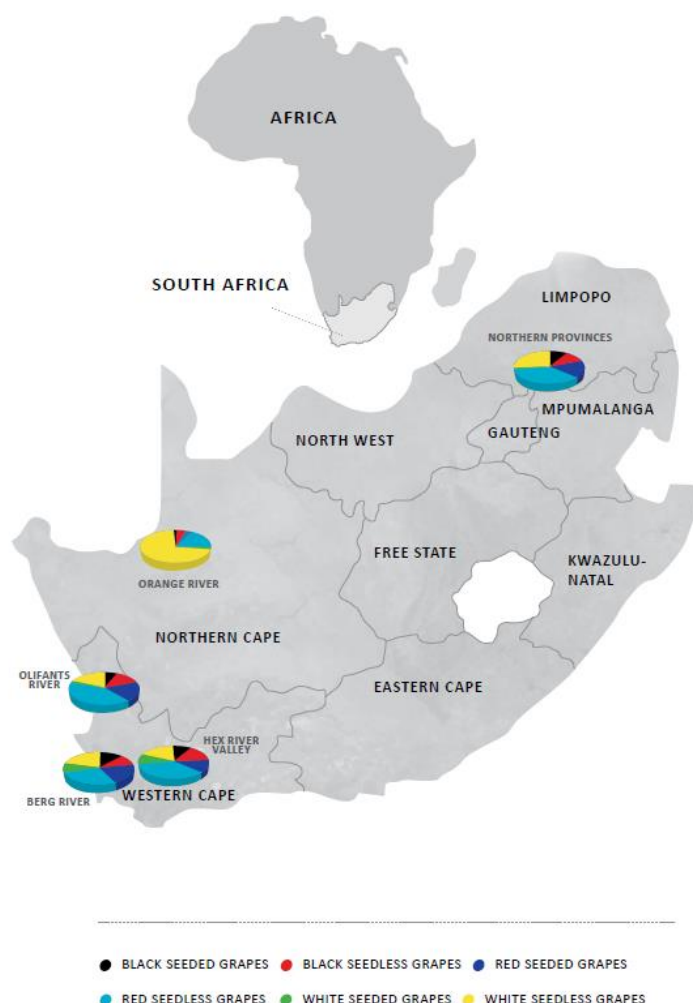 AFRICA
SOUTH AFRICA
LIMPOPO
NORTHERN PROVINCES
MPUMALANGA
GAUTENG
NORTH WEST
FREE STATE
KWAZULU-
NATAL
ORANGE RIVER
NORTHERN CAPE
OLIFANTS
RIVER
EASTERN CAPE
HEX RIVER
VALLEY
BERG RIVER
WESTERN CAPE
BLACK SEEDED GRAPES
BLACK SEEDLESS GRAPES
RED SEEDED GRAPES
RED SEEDLESS GRAPES
WHITE SEEDED GRAPES
WHITE SEEDLESS GRAPES